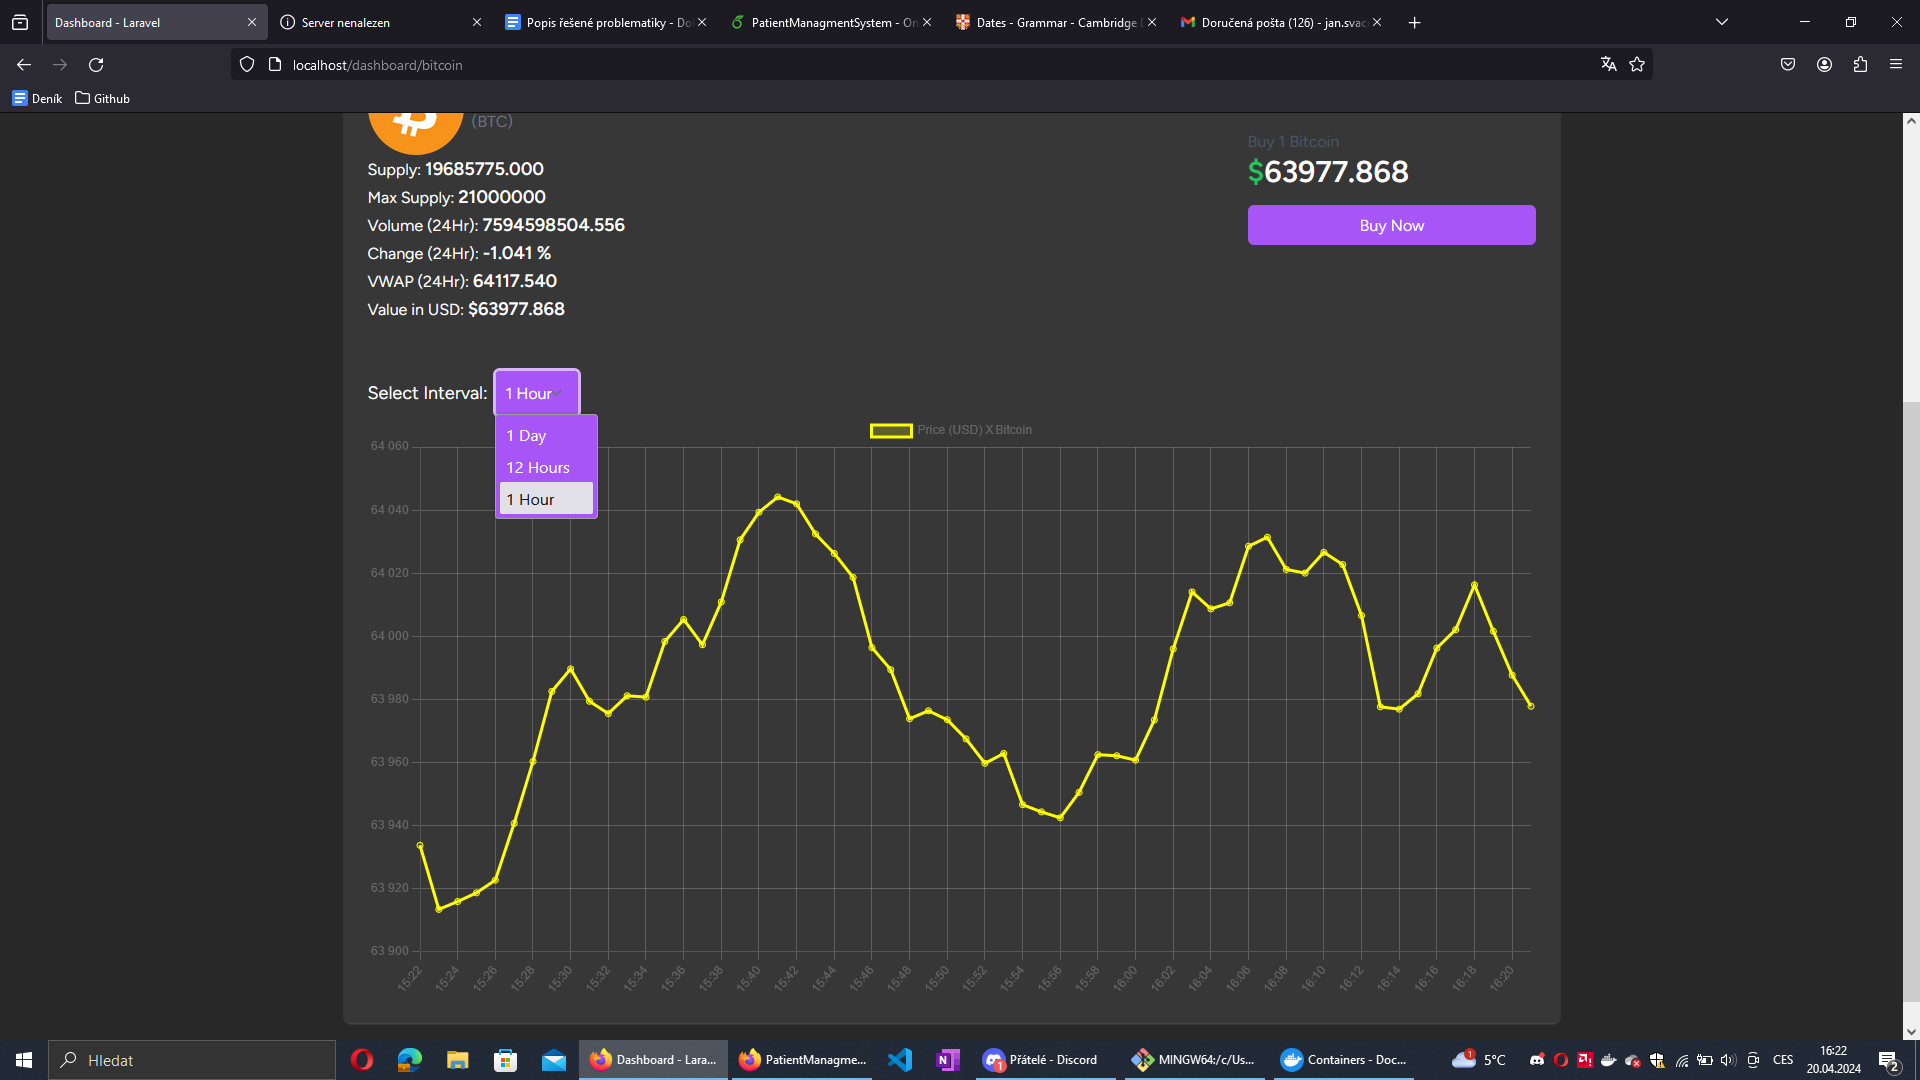 Dashboard - Laravel
Server nenalezen
Popis řešené problematiky - Do
PatientManagmentSystem - On
Dates - Grammar - Cambridge D
Doručená pošta (126) - jan.svac
localhost/dashboard/bitcoin
Deník
Github
(BTC)
Supply: 19685775.000
Max Supply: 21000000
Volume (24Hr): 7594598504.556
Change (24Hr): -1.041 %
VWAP (24Hr): 64117.540
Value in USD: $63977.868
Buy 1 Bitcoin
$63977.868
Buy Now
Select Interval: 1 Hour
1 Day
12 Hours
1 Hour
Price (USD) X Bitcoin
64 060
64 040
64 020
64 000
63 980
63 960
63 940
63 920
63 900
15:22 15:24 15:26 15:28 15:30 15:32 15:34 15:36 15:38 15:40 15:42 15:44 15:46 15:48 15:50 15:52 15:54 15:56 15:58 16:00 16:02 16:04 16:06 16:08 16:10 16:12 16:14 16:16 16:18 16:20
Hledat
Dashboard - Lara...
PatientManagme...
Přátelé - Discord
MINGW64:/c/Us...
Containers - Doc...
5°C
CES
16:22
20.04.2024
2